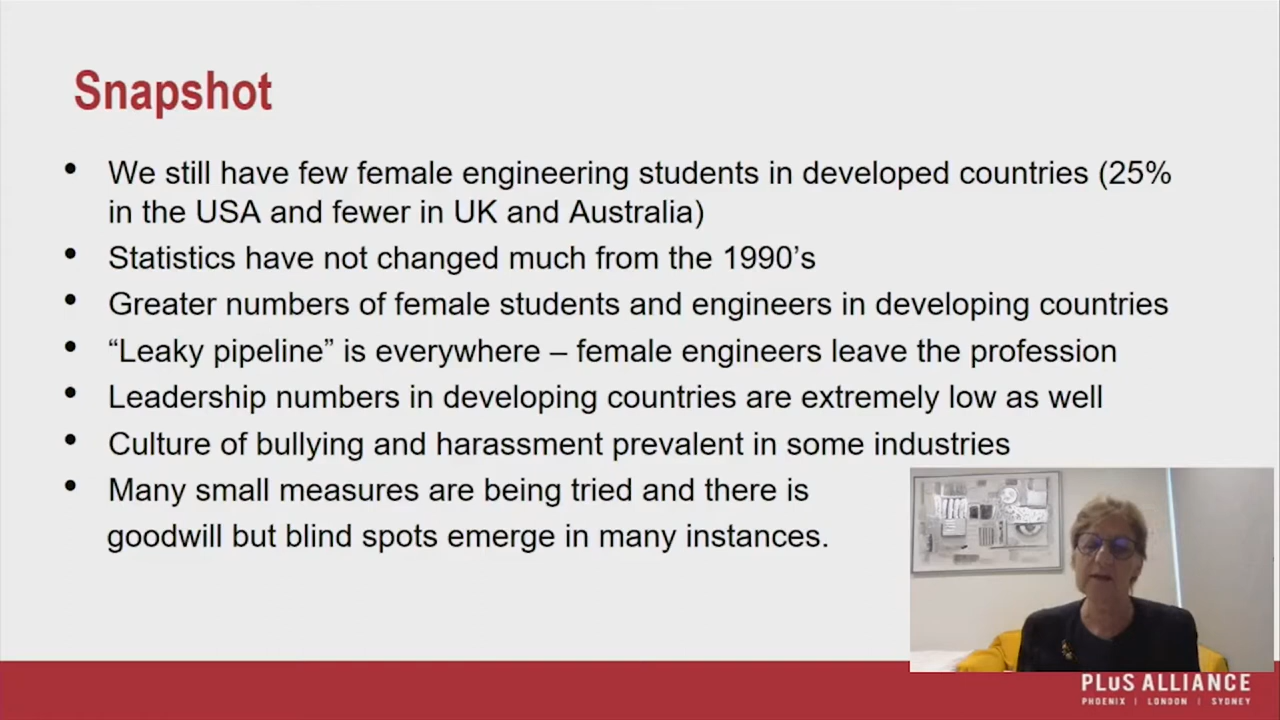 Snapshot
• We still have few female engineering students in developed countries (25%
in the USA and fewer in UK and Australia)
• Statistics have not changed much from the 1990’s
• Greater numbers of female students and engineers in developing countries
• “Leaky pipeline” is everywhere – female engineers leave the profession
• Leadership numbers in developing countries are extremely low as well
• Culture of bullying and harassment prevalent in some industries
• Many small measures are being tried and there is
goodwill but blind spots emerge in many instances.
PLuS ALLIANCE
PHOENIX | LONDON | SYDNEY